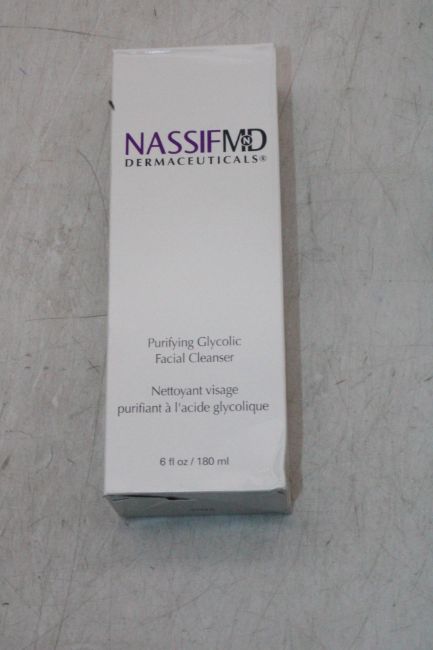 NASSIFMD
DERMACEUTICALS®
Purifying Glycolic
Facial Cleanser
Nettoyant visage
purifiant à l'acide glycolique
6 fl oz / 180 ml